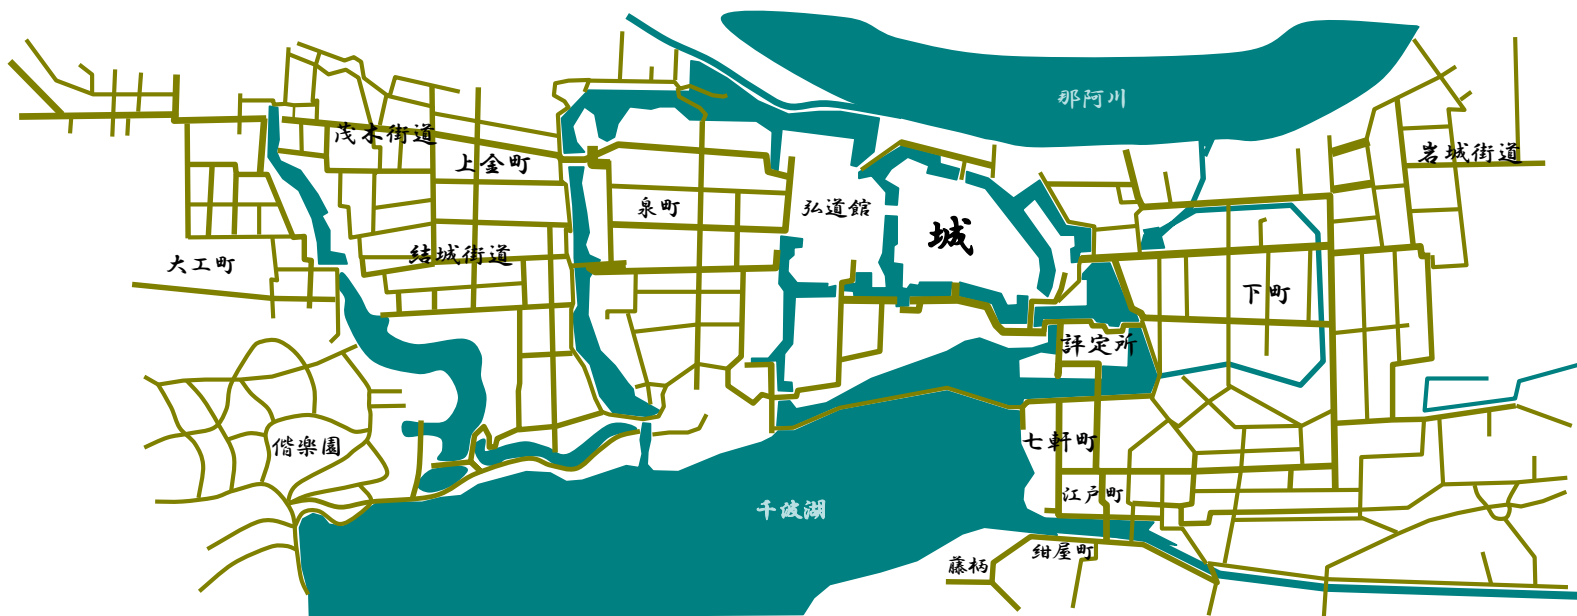 那阿川
茂木街道
岩城街道
上金町
泉町
弘道館
城
結城街道
大工町
下町
評定所
偕楽園
七軒町
江戸町
千波湖
紺屋町
藤柄